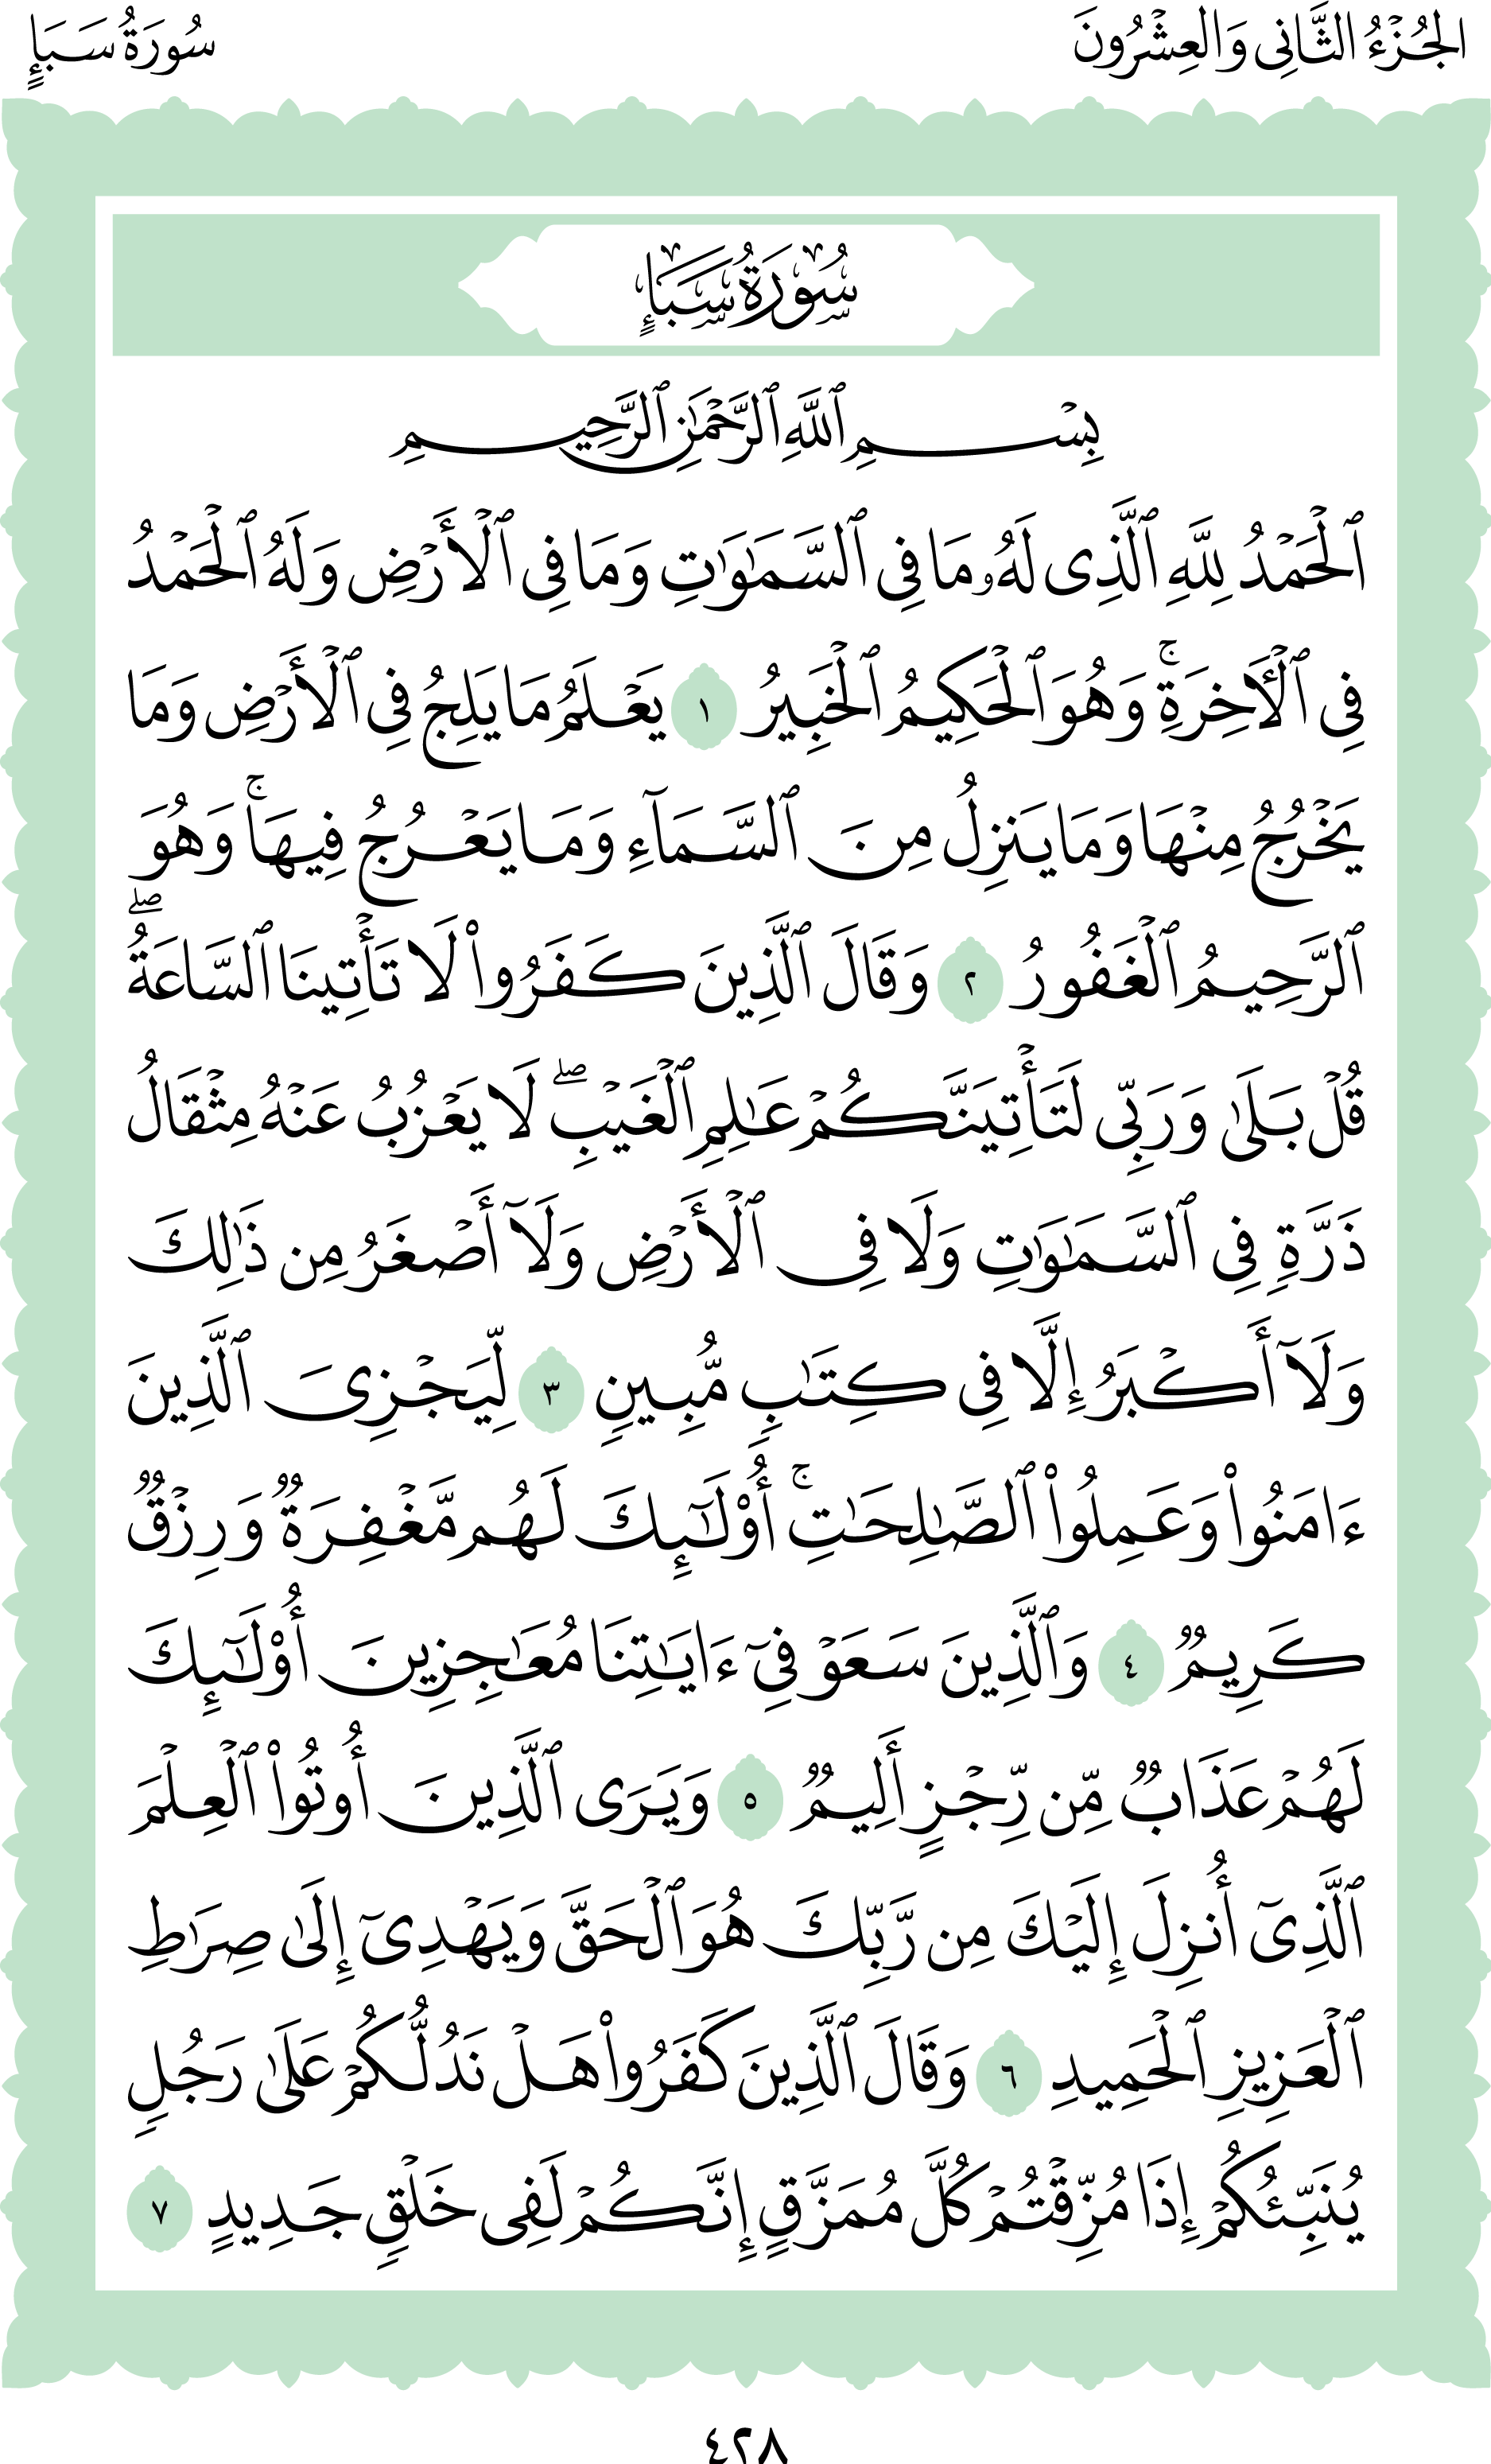 الجُزْءُ الثَّانِي وَالعِشْرُونَ
سُورَةُ سَبَإٍ
سُورَةُ سَبَإٍ
بِسْمِ ٱللَّهِ ٱلرَّحْمَٰنِ ٱلرَّحِيمِ
ٱلْحَمْدُ لِلَّهِ ٱلَّذِى لَهُۥ مَا فِى ٱلسَّمَٰوَٰتِ وَمَا فِى ٱلْأَرْضِ وَلَهُ ٱلْحَمْدُ
فِى ٱلْـَٔاخِرَةِۚ وَهُوَ ٱلْحَكِيمُ ٱلْخَبِيرُ ١ يَعْلَمُ مَا يَلِجُ فِى ٱلْأَرْضِ وَمَا
يَخْرُجُ مِنْهَا وَمَا يَنزِلُ مِنَ ٱلسَّمَآءِ وَمَا يَعْرُجُ فِيهَاۚ وَهُوَ
ٱلرَّحِيمُ ٱلْغَفُورُ ٢ وَقَالَ ٱلَّذِينَ كَفَرُوا۟ لَا تَأْتِينَا ٱلسَّاعَةُۖ
قُلْ بَلَىٰ وَرَبِّى لَتَأْتِيَنَّكُمْ عَٰلِمِ ٱلْغَيْبِۖ لَا يَعْزُبُ عَنْهُ مِثْقَالُ
ذَرَّةٍ فِى ٱلسَّمَٰوَٰتِ وَلَا فِى ٱلْأَرْضِ وَلَآ أَصْغَرُ مِن ذَٰلِكَ
وَلَآ أَكْبَرُ إِلَّا فِى كِتَٰبٍ مُّبِينٍ ٣ لِّيَجْزِىَ ٱلَّذِينَ
ءَامَنُوا۟ وَعَمِلُوا۟ ٱلصَّٰلِحَٰتِۚ أُو۟لَٰٓئِكَ لَهُم مَّغْفِرَةٌ وَرِزْقٌ
كَرِيمٌ ٤ وَٱلَّذِينَ سَعَوْ فِىٓ ءَايَٰتِنَا مُعَٰجِزِينَ أُو۟لَٰٓئِكَ
لَهُمْ عَذَابٌ مِّن رِّجْزٍ أَلِيمٌ ٥ وَيَرَى ٱلَّذِينَ أُوتُوا۟ ٱلْعِلْمَ
ٱلَّذِىٓ أُنزِلَ إِلَيْكَ مِن رَّبِّكَ هُوَ ٱلْحَقَّ وَيَهْدِىٓ إِلَىٰ صِرَٰطِ
ٱلْعَزِيزِ ٱلْحَمِيدِ ٦ وَقَالَ ٱلَّذِينَ كَفَرُوا۟ هَلْ نَدُلُّكُمْ عَلَىٰ رَجُلٍ
يُنَبِّئُكُمْ إِذَا مُزِّقْتُمْ كُلَّ مُمَزَّقٍ إِنَّكُمْ لَفِى خَلْقٍ جَدِيدٍ ٧
٤٢٨